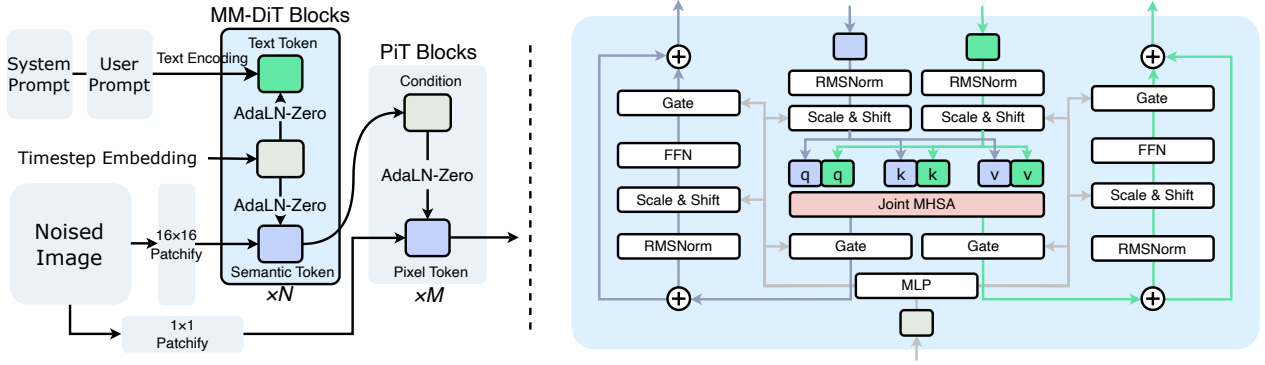 MM-DiT Blocks
PiT Blocks
System
Prompt
User
Prompt
Text Encoding
Text Token
AdaLN-Zero
Timestep Embedding
AdaLN-Zero
Noised
Image
16×16
Patchify
Semantic Token
×N
1×1
Patchify
Condition
AdaLN-Zero
Pixel Token
×M
Gate
FFN
Scale & Shift
RMSNorm
RMSNorm
RMSNorm
Scale & Shift
Scale & Shift
q q k k v v
Joint MHSA
Gate
Gate
MLP
Gate
FFN
Scale & Shift
RMSNorm